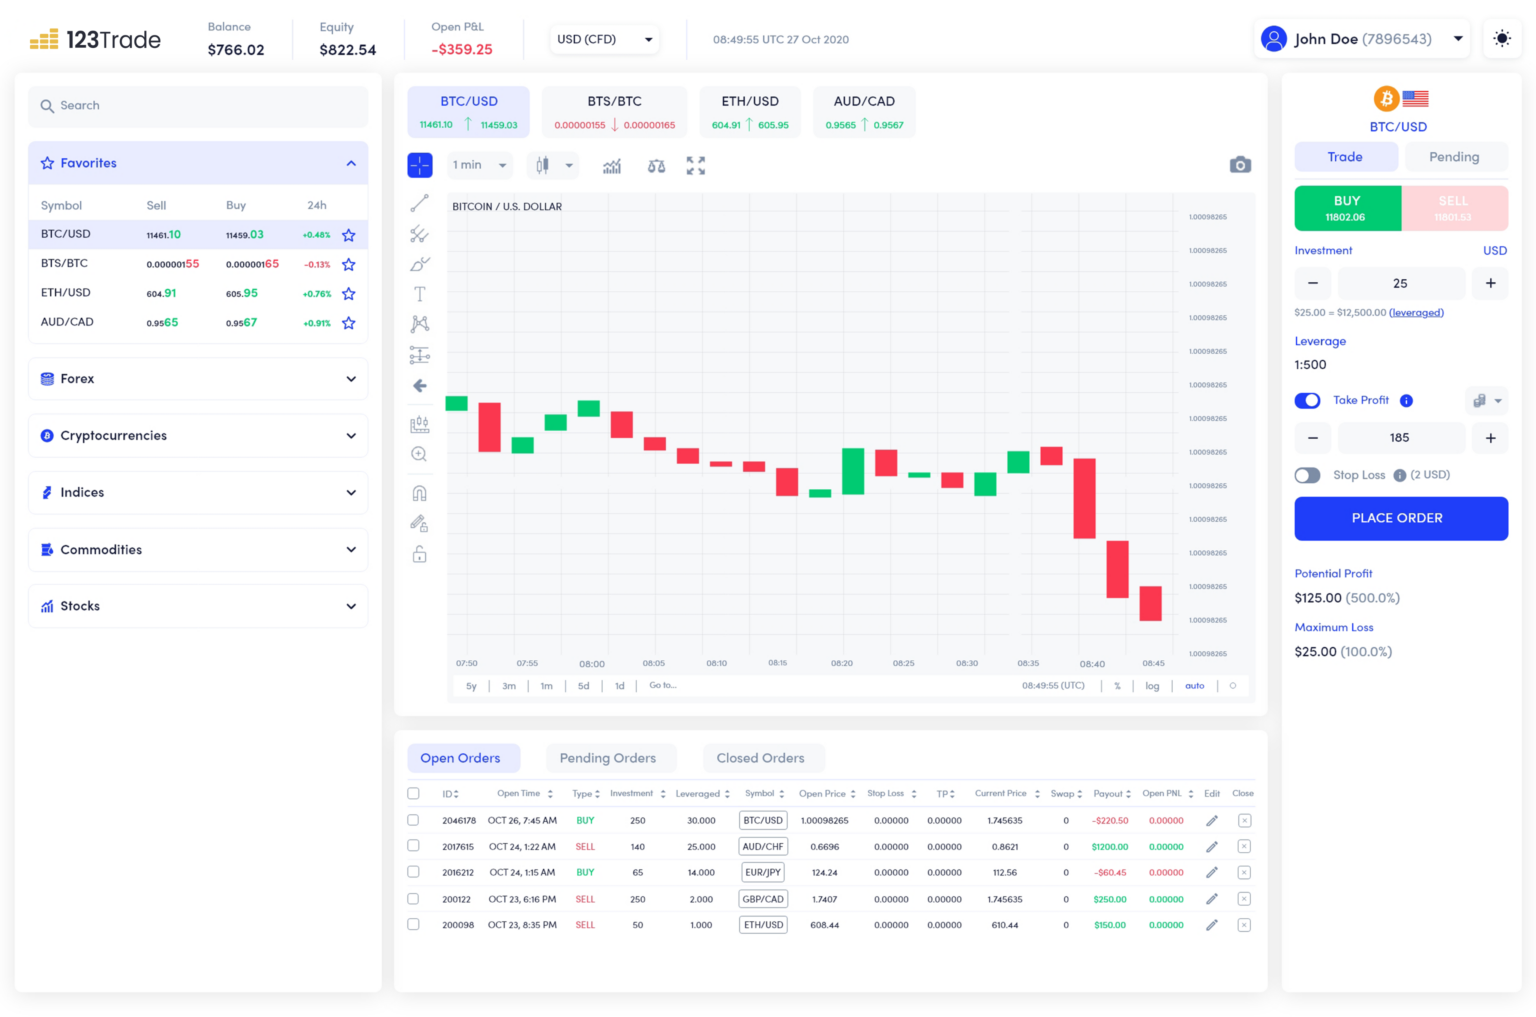 123Trade
Balance
$766.02
Equity
$822.54
Open P&L
-$359.25
USD (CFD)
08:49:55 UTC 27 Oct 2020
John Doe (7896543)
Search
Favorites
Symbol Sell Buy 24h
BTC/USD 11461.10 11459.03 +0.48%
BTS/BTC 0.00000155 0.00000165 -0.13%
ETH/USD 604.91 605.95 +0.76%
AUD/CAD 0.9565 0.9567 +0.91%
Forex
Cryptocurrencies
Indices
Commodities
Stocks
BTC/USD
11461.10 ↑ 11459.03
BTS/BTC
0.00000155 ↓ 0.00000165
ETH/USD
604.91 ↑ 605.95
AUD/CAD
0.9565 ↑ 0.9567
1 min
BITCOIN / U.S. DOLLAR
1.00098265
1.00098265
1.00098265
1.00098265
1.00098265
1.00098265
1.00098265
1.00098265
1.00098265
1.00098265
1.00098265
1.00098265
1.00098265
1.00098265
07:50 07:55 08:00 08:05 08:10 08:15 08:20 08:25 08:30 08:35 08:40 08:45
5y | 3m | 1m | 5d | 1d | Go to... 08:49:55 (UTC) | % | log | auto
Open Orders Pending Orders Closed Orders
ID Open Time Type Investment Leveraged Symbol Open Price Stop Loss TP Current Price Swap Payout Open PNL Edit Close
2046178 OCT 26, 7:45 AM BUY 250 30.000 BTC/USD 1.00098265 0.00000 0.00000 1.745635 0 -$220.50 0.00000
2017615 OCT 24, 1:22 AM SELL 140 25.000 AUD/CHF 0.6696 0.00000 0.00000 0.8621 0 $1200.00 0.00000
2016212 OCT 24, 1:15 AM BUY 65 14.000 EUR/JPY 124.24 0.00000 0.00000 112.56 0 -$60.45 0.00000
200122 OCT 23, 6:16 PM SELL 250 2.000 GBP/CAD 1.7407 0.00000 0.00000 1.745635 0 $250.00 0.00000
200098 OCT 23, 8:35 PM SELL 50 1.000 ETH/USD 608.44 0.00000 0.00000 610.44 0 $150.00 0.00000
BTC/USD
Trade Pending
BUY
11802.06
SELL
11801.53
Investment USD
− 25 +
$25.00 = $12,500.00 (leveraged)
Leverage
1:500
Take Profit
− 185 +
Stop Loss (2 USD)
PLACE ORDER
Potential Profit
$125.00 (500.0%)
Maximum Loss
$25.00 (100.0%)